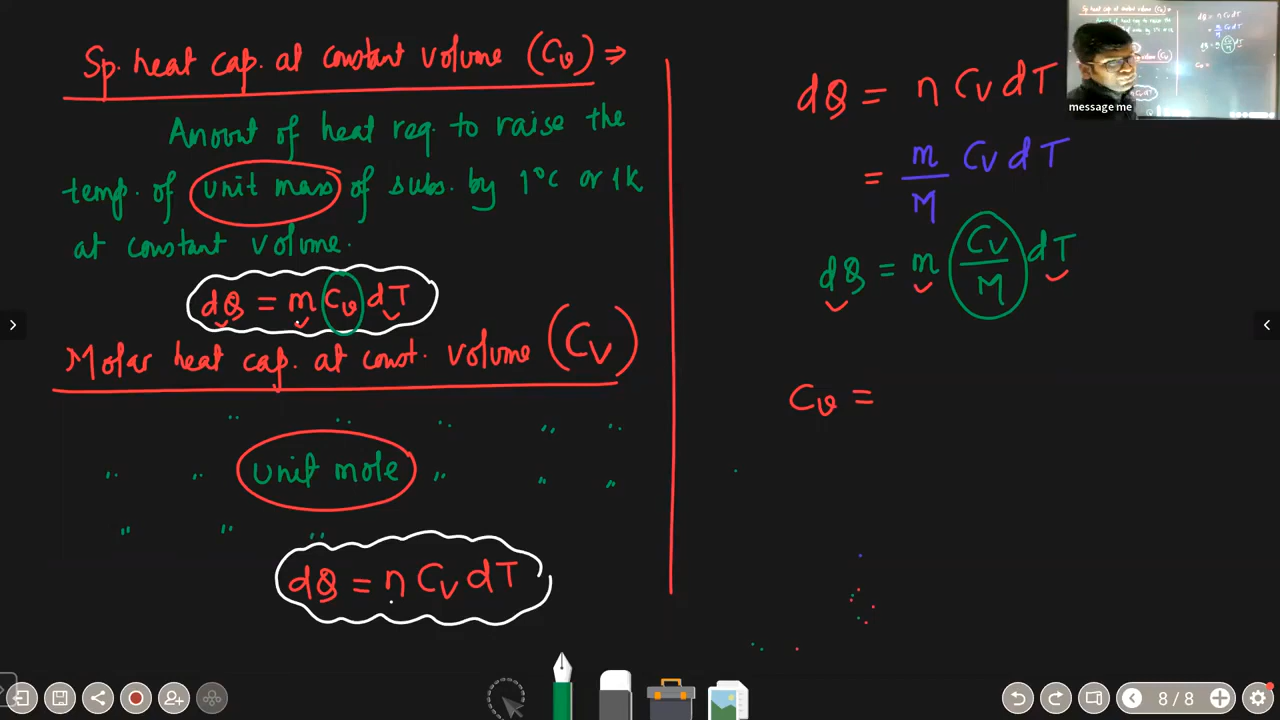 Sp. heat cap. at constant volume (Cv) ⇒
Amount of heat req. to raise the
temp. of unit mass of subs. by 1°C or 1K
at constant volume.
dQ = m Cv dT
Molar heat cap. at const. volume (CV)
" " " " "
" " unit mole " " "
" " "
dQ = n CV dT
dQ = n CV dT
= m/M CV dT
dQ = m CV/M dT
Cv =
message me
8/8